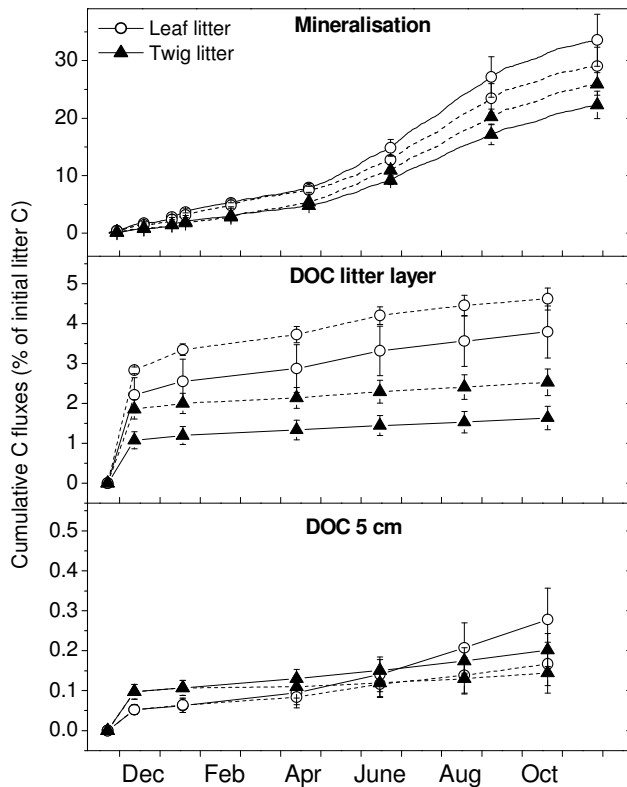 Cumulative C fluxes (% of initial litter C)
Leaf litter
Twig litter
Mineralisation
30
20
10
0
DOC litter layer
5
4
3
2
1
0
DOC 5 cm
0.5
0.4
0.3
0.2
0.1
0.0
Dec Feb Apr June Aug Oct